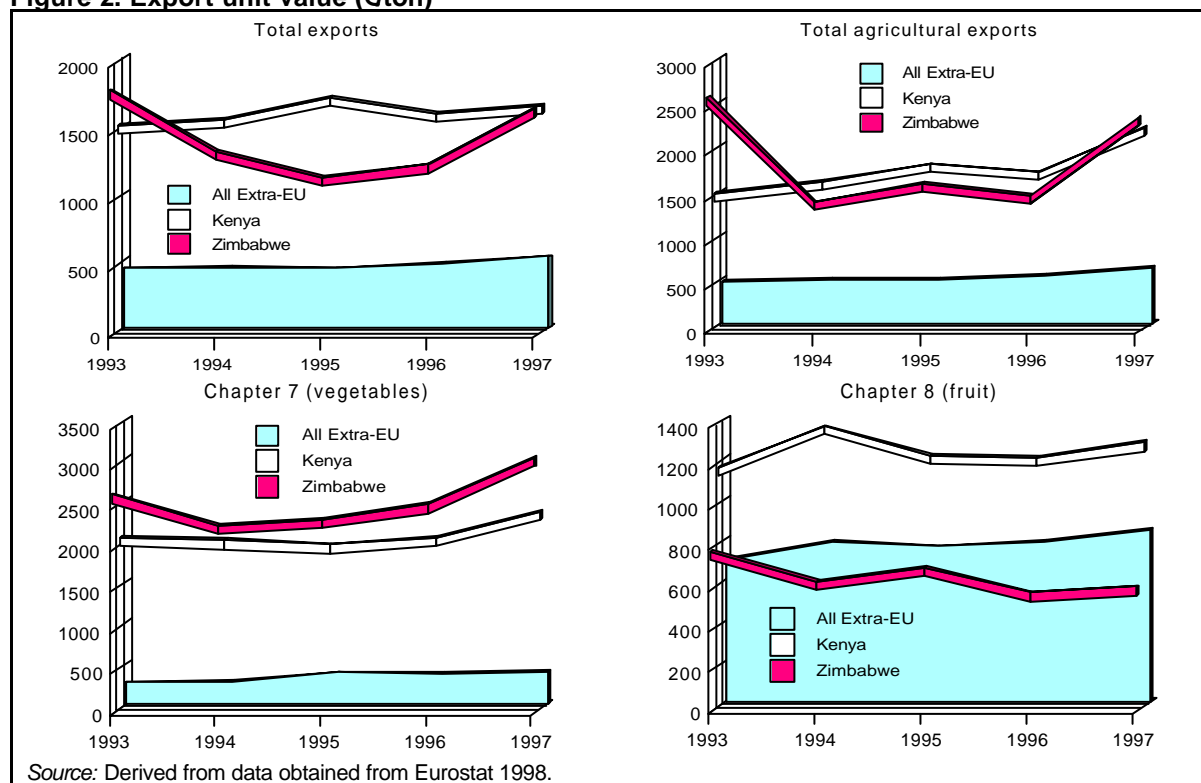 Figure 2. Export unit value (
Total exports
2000
1500
1000
500
0
All Extra-EU
Kenya
Zimbabwe
1993 1994 1995 1996 1997
Total agricultural exports
3000
2500
2000
1500
1000
500
0
All Extra-EU
Kenya
Zimbabwe
1993 1994 1995 1996 1997
Chapter 7 (vegetables)
3500
3000
2500
2000
1500
1000
500
0
All Extra-EU
Kenya
Zimbabwe
1993 1994 1995 1996 1997
Chapter 8 (fruit)
1400
1200
1000
800
600
400
200
0
All Extra-EU
Kenya
Zimbabwe
1993 1994 1995 1996 1997
Source: Derived from data obtained from Eurostat 1998.